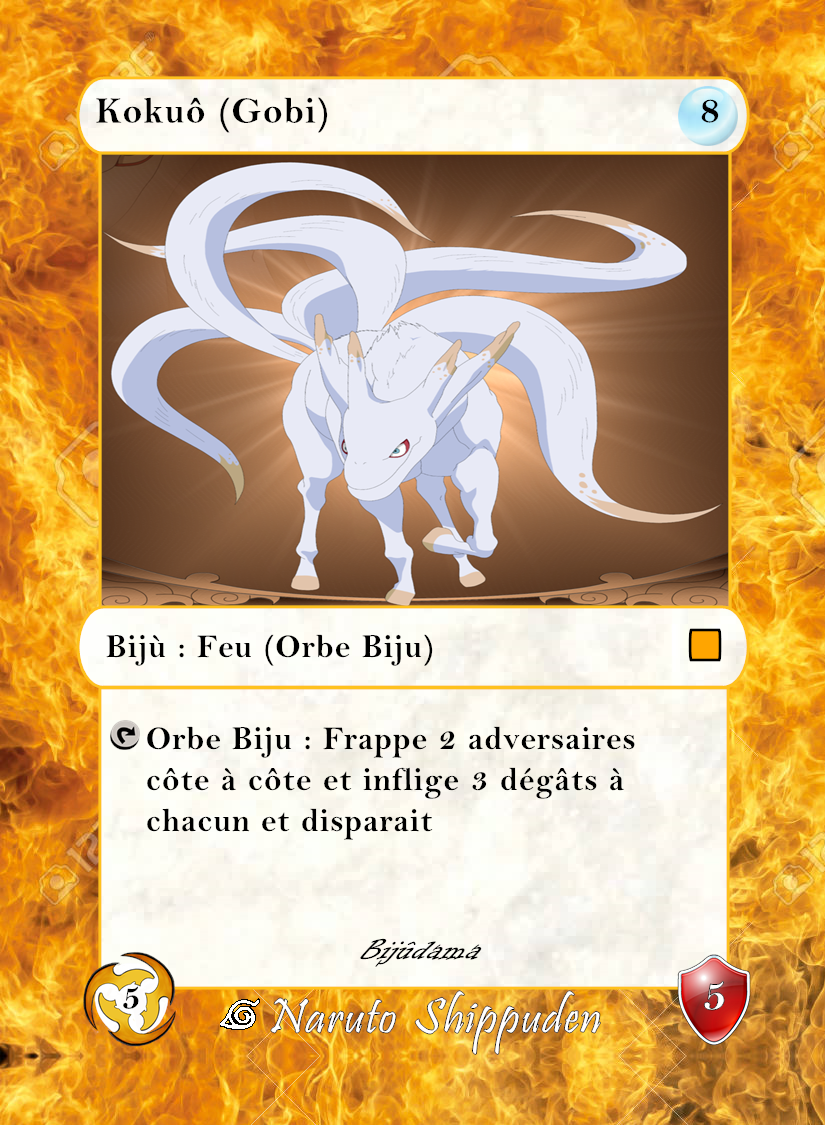 Kokuô (Gobi)
8
Bijù : Feu (Orbe Biju)
Orbe Biju : Frappe 2 adversaires
côte à côte et inflige 3 dégâts à
chacun et disparait
Bijûdama
5
Naruto Shippuden
5